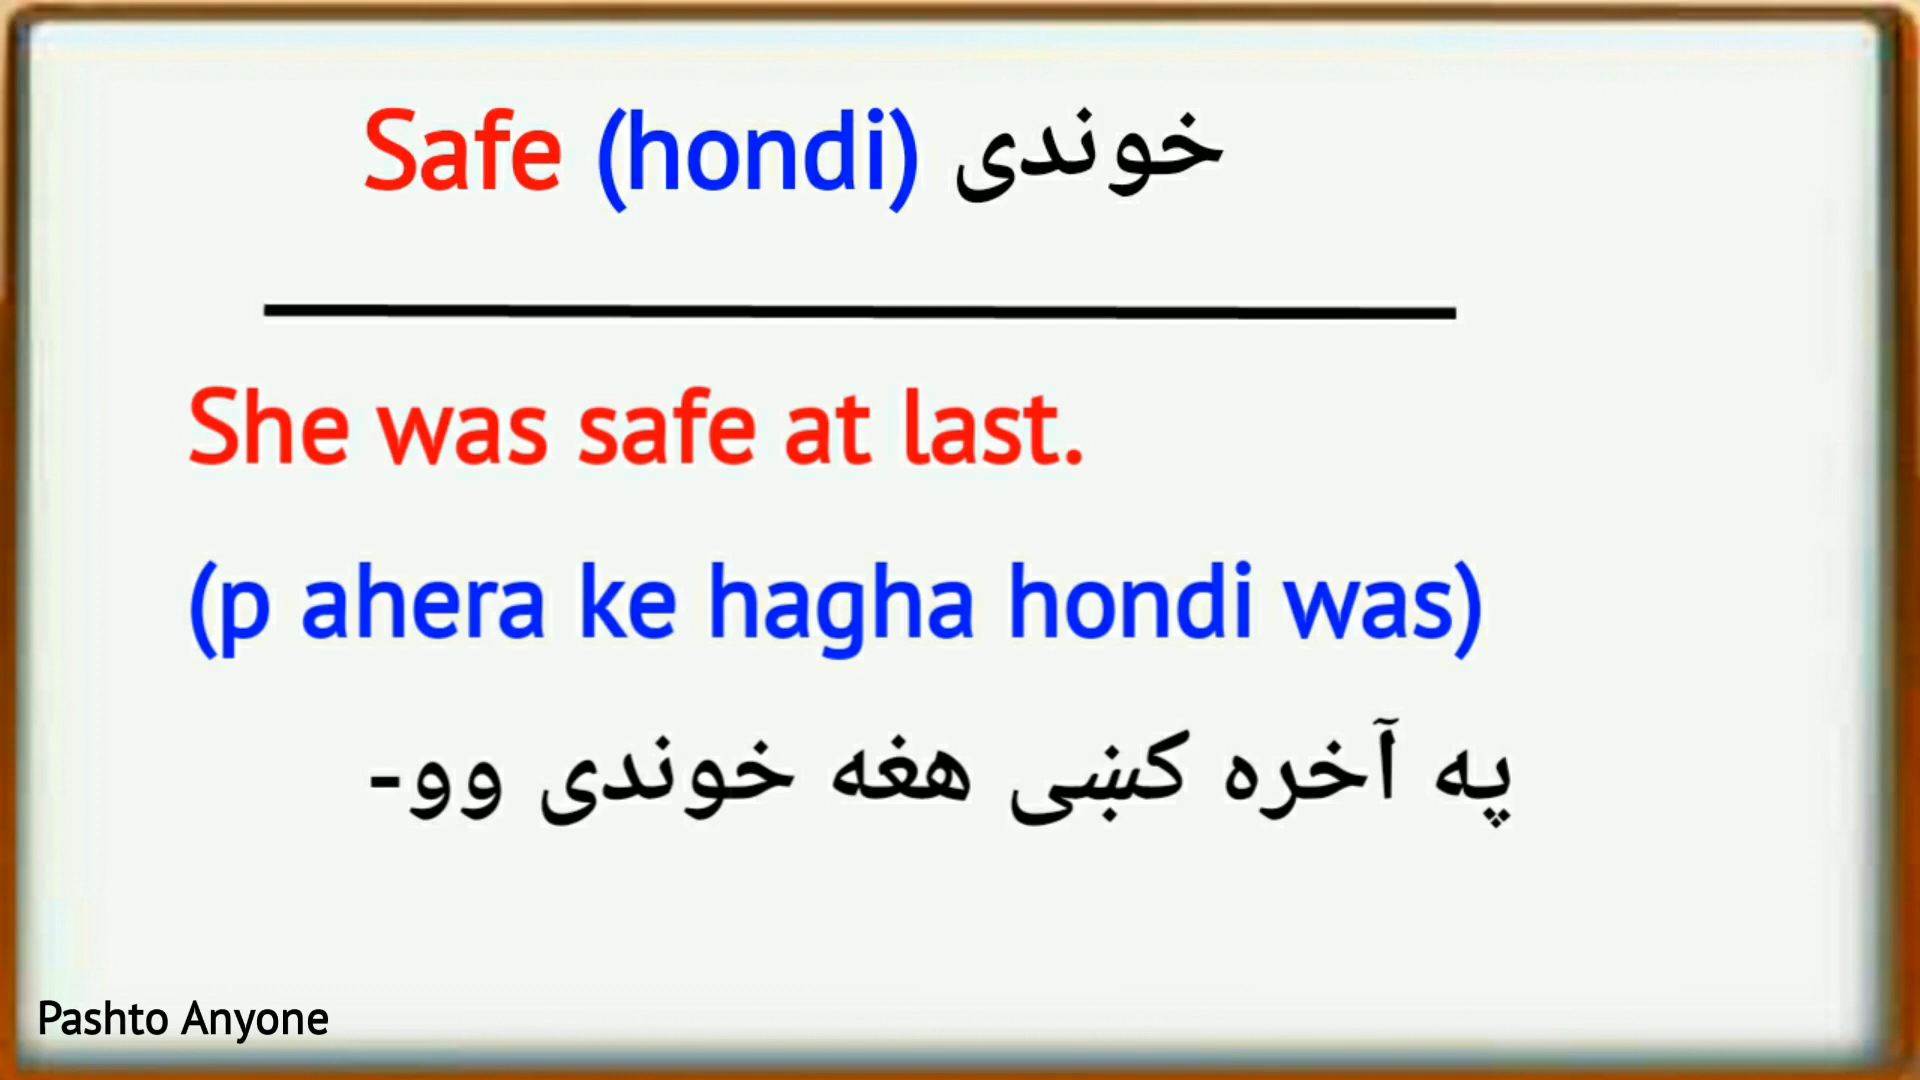 Safe (hondi) خوندی
She was safe at last.
(p ahera ke hagha hondi was)
په آخره کښی هغه خوندی وو-
Pashto Anyone